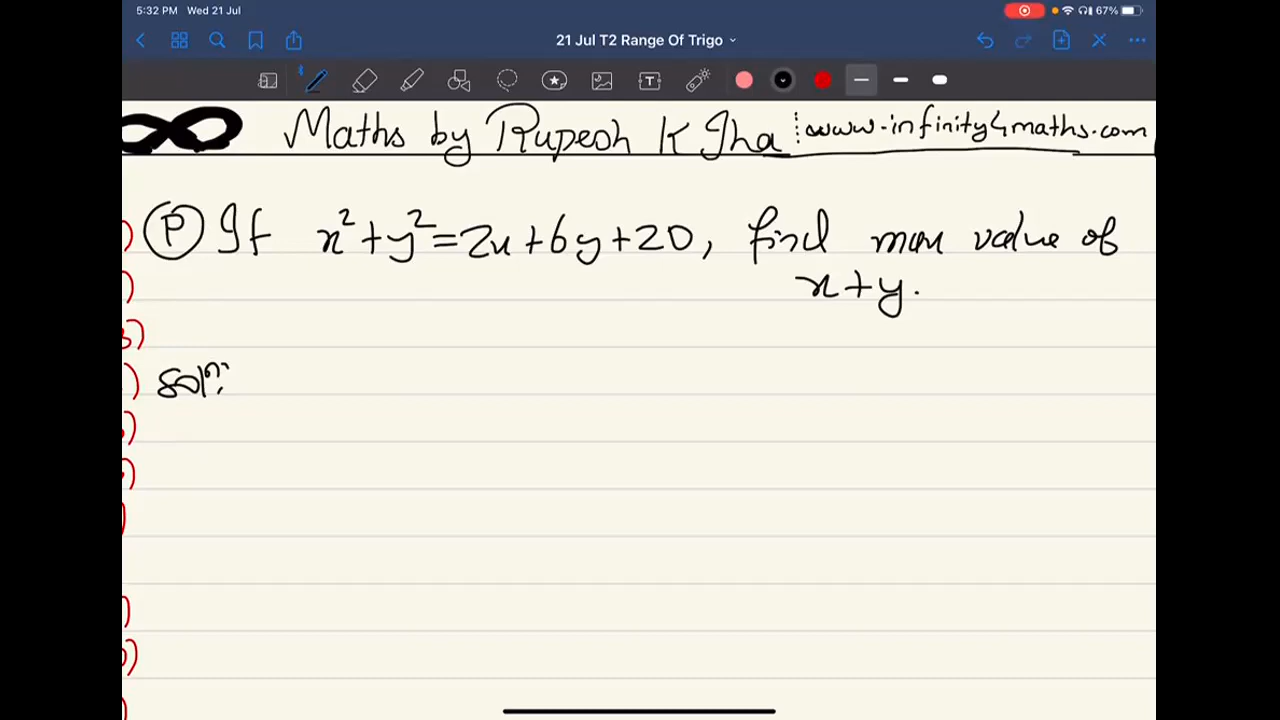 5:32 PM Wed 21 Jul
67%
21 Jul T2 Range Of Trigo
Maths by Rupesh K Jha www.infinity4maths.com
P If x²+y²=2x+6y+20, find max value of
x+y.
Solⁿ: